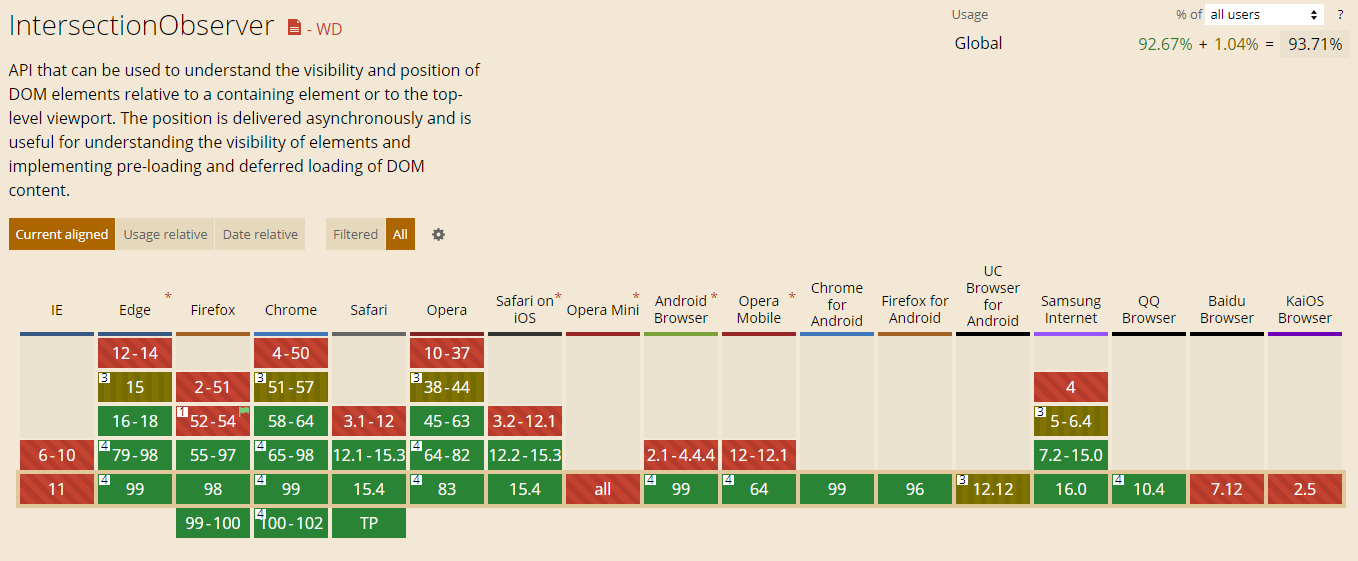 IntersectionObserver - WD
Usage % of all users ?
Global 92.67% + 1.04% = 93.71%
API that can be used to understand the visibility and position of
DOM elements relative to a containing element or to the top-
level viewport. The position is delivered asynchronously and is
useful for understanding the visibility of elements and
implementing pre-loading and deferred loading of DOM
content.
Current aligned Usage relative Date relative Filtered All
IE
Edge *
Firefox
Chrome
Safari
Opera
Safari on *
iOS
Opera Mini *
Android *
Browser
Opera *
Mobile
Chrome
for
Android
Firefox for
Android
UC
Browser
for
Android
Samsung
Internet
QQ
Browser
Baidu
Browser
KaiOS
Browser
12-14 4-50 10-37
3 15 2-51 3 51-57 3 38-44 4
16-18 1 52-54 58-64 3.1-12 45-63 3.2-12.1 3 5-6.4
6-10 4 79-98 55-97 4 65-98 12.1-15.3 4 64-82 12.2-15.3 2.1-4.4.4 12-12.1 7.2-15.0
11 4 99 98 4 99 15.4 4 83 15.4 all 4 99 4 64 99 96 3 12.12 16.0 4 10.4 7.12 2.5
99-100 4 100-102 TP